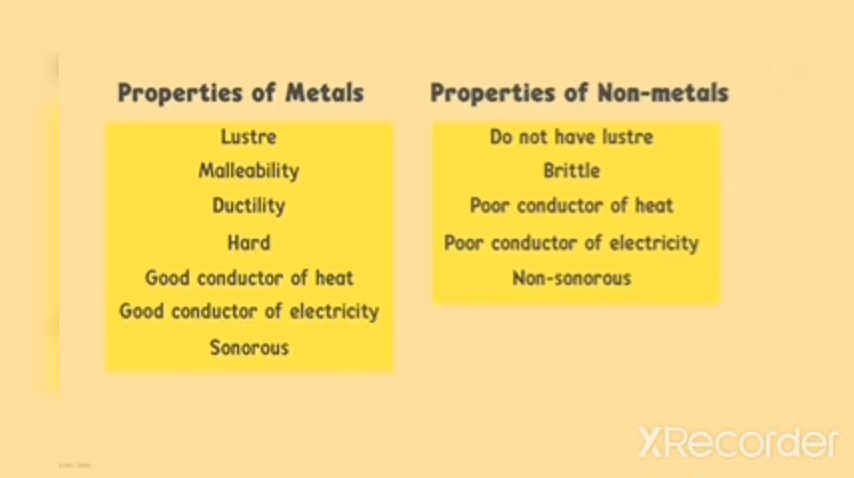 Properties of Metals
Lustre
Malleability
Ductility
Hard
Good conductor of heat
Good conductor of electricity
Sonorous
Properties of Non-metals
Do not have lustre
Brittle
Poor conductor of heat
Poor conductor of electricity
Non-sonorous
XRecorder